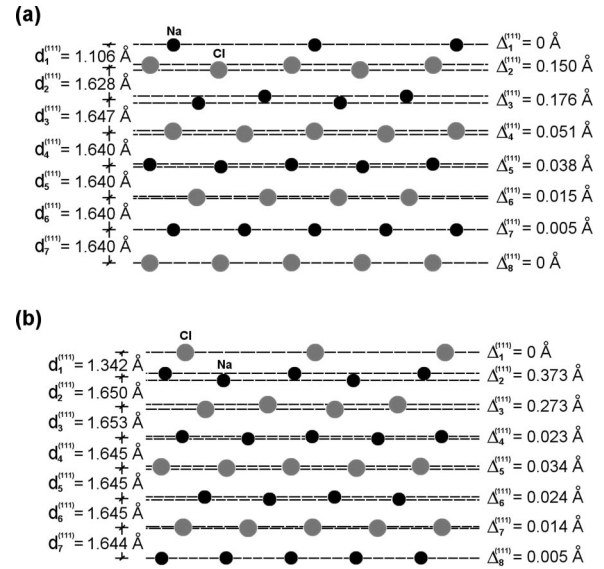 (a)
Na
Cl
d₁⁽¹¹¹⁾= 1.106 Å
d₂⁽¹¹¹⁾= 1.628 Å
d₃⁽¹¹¹⁾= 1.647 Å
d₄⁽¹¹¹⁾= 1.640 Å
d₅⁽¹¹¹⁾= 1.640 Å
d₆⁽¹¹¹⁾= 1.640 Å
d₇⁽¹¹¹⁾= 1.640 Å
Δ₁⁽¹¹¹⁾= 0 Å
Δ₂⁽¹¹¹⁾= 0.150 Å
Δ₃⁽¹¹¹⁾= 0.176 Å
Δ₄⁽¹¹¹⁾= 0.051 Å
Δ₅⁽¹¹¹⁾= 0.038 Å
Δ₆⁽¹¹¹⁾= 0.015 Å
Δ₇⁽¹¹¹⁾= 0.005 Å
Δ₈⁽¹¹¹⁾= 0 Å
(b)
Cl
Na
d₁⁽¹¹¹⁾= 1.342 Å
d₂⁽¹¹¹⁾= 1.650 Å
d₃⁽¹¹¹⁾= 1.653 Å
d₄⁽¹¹¹⁾= 1.645 Å
d₅⁽¹¹¹⁾= 1.645 Å
d₆⁽¹¹¹⁾= 1.645 Å
d₇⁽¹¹¹⁾= 1.644 Å
Δ₁⁽¹¹¹⁾= 0 Å
Δ₂⁽¹¹¹⁾= 0.373 Å
Δ₃⁽¹¹¹⁾= 0.273 Å
Δ₄⁽¹¹¹⁾= 0.023 Å
Δ₅⁽¹¹¹⁾= 0.034 Å
Δ₆⁽¹¹¹⁾= 0.024 Å
Δ₇⁽¹¹¹⁾= 0.014 Å
Δ₈⁽¹¹¹⁾= 0.005 Å